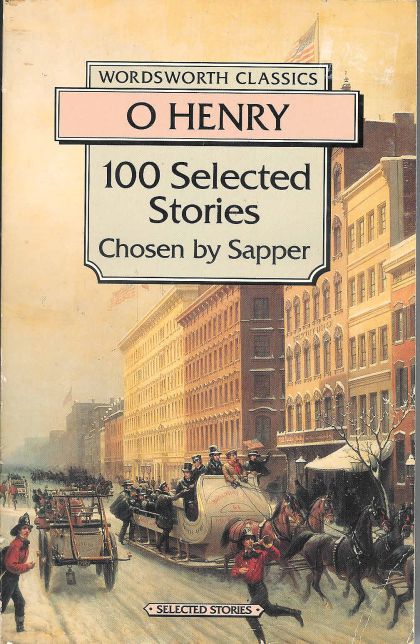 WORDSWORTH CLASSICS
O HENRY
100 Selected
Stories
Chosen by Sapper
· SELECTED STORIES ·